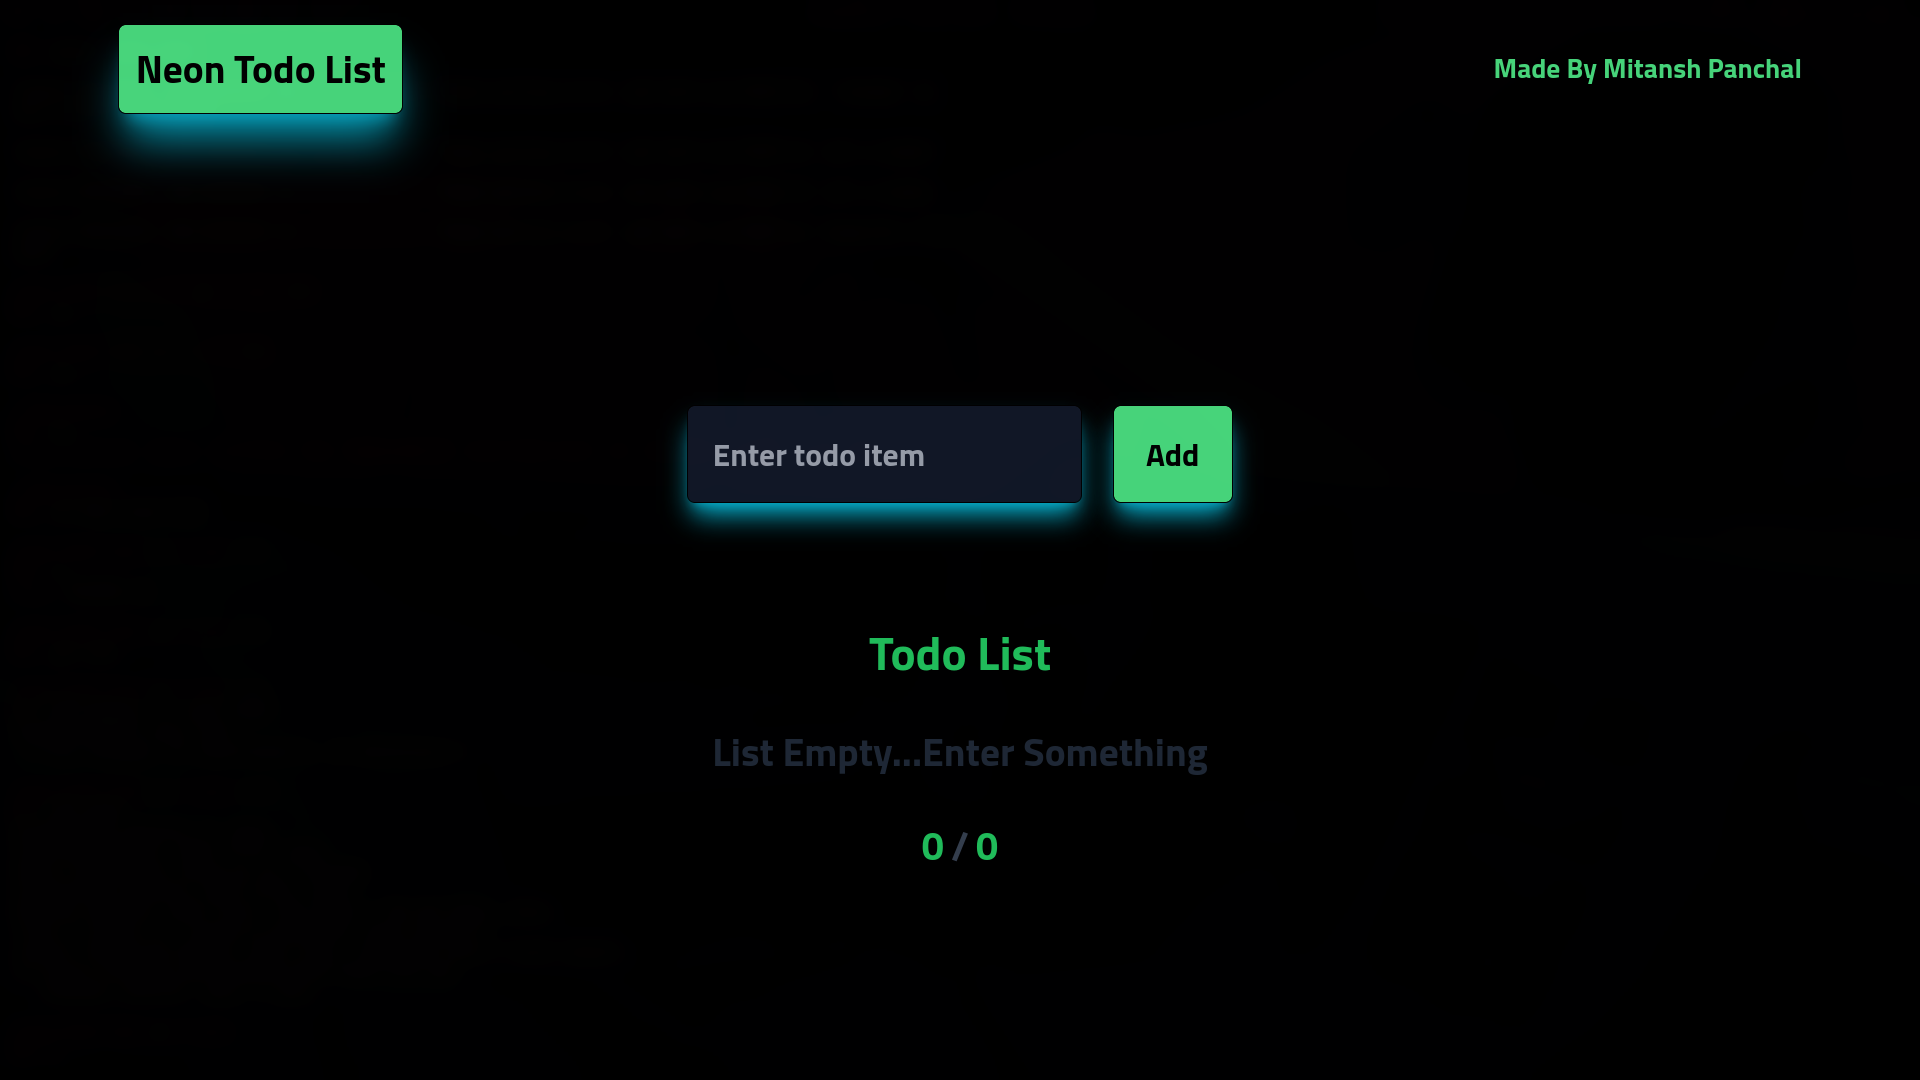 Neon Todo List
Made By Mitansh Panchal
Enter todo item
Add
Todo List
List Empty...Enter Something
0 / 0